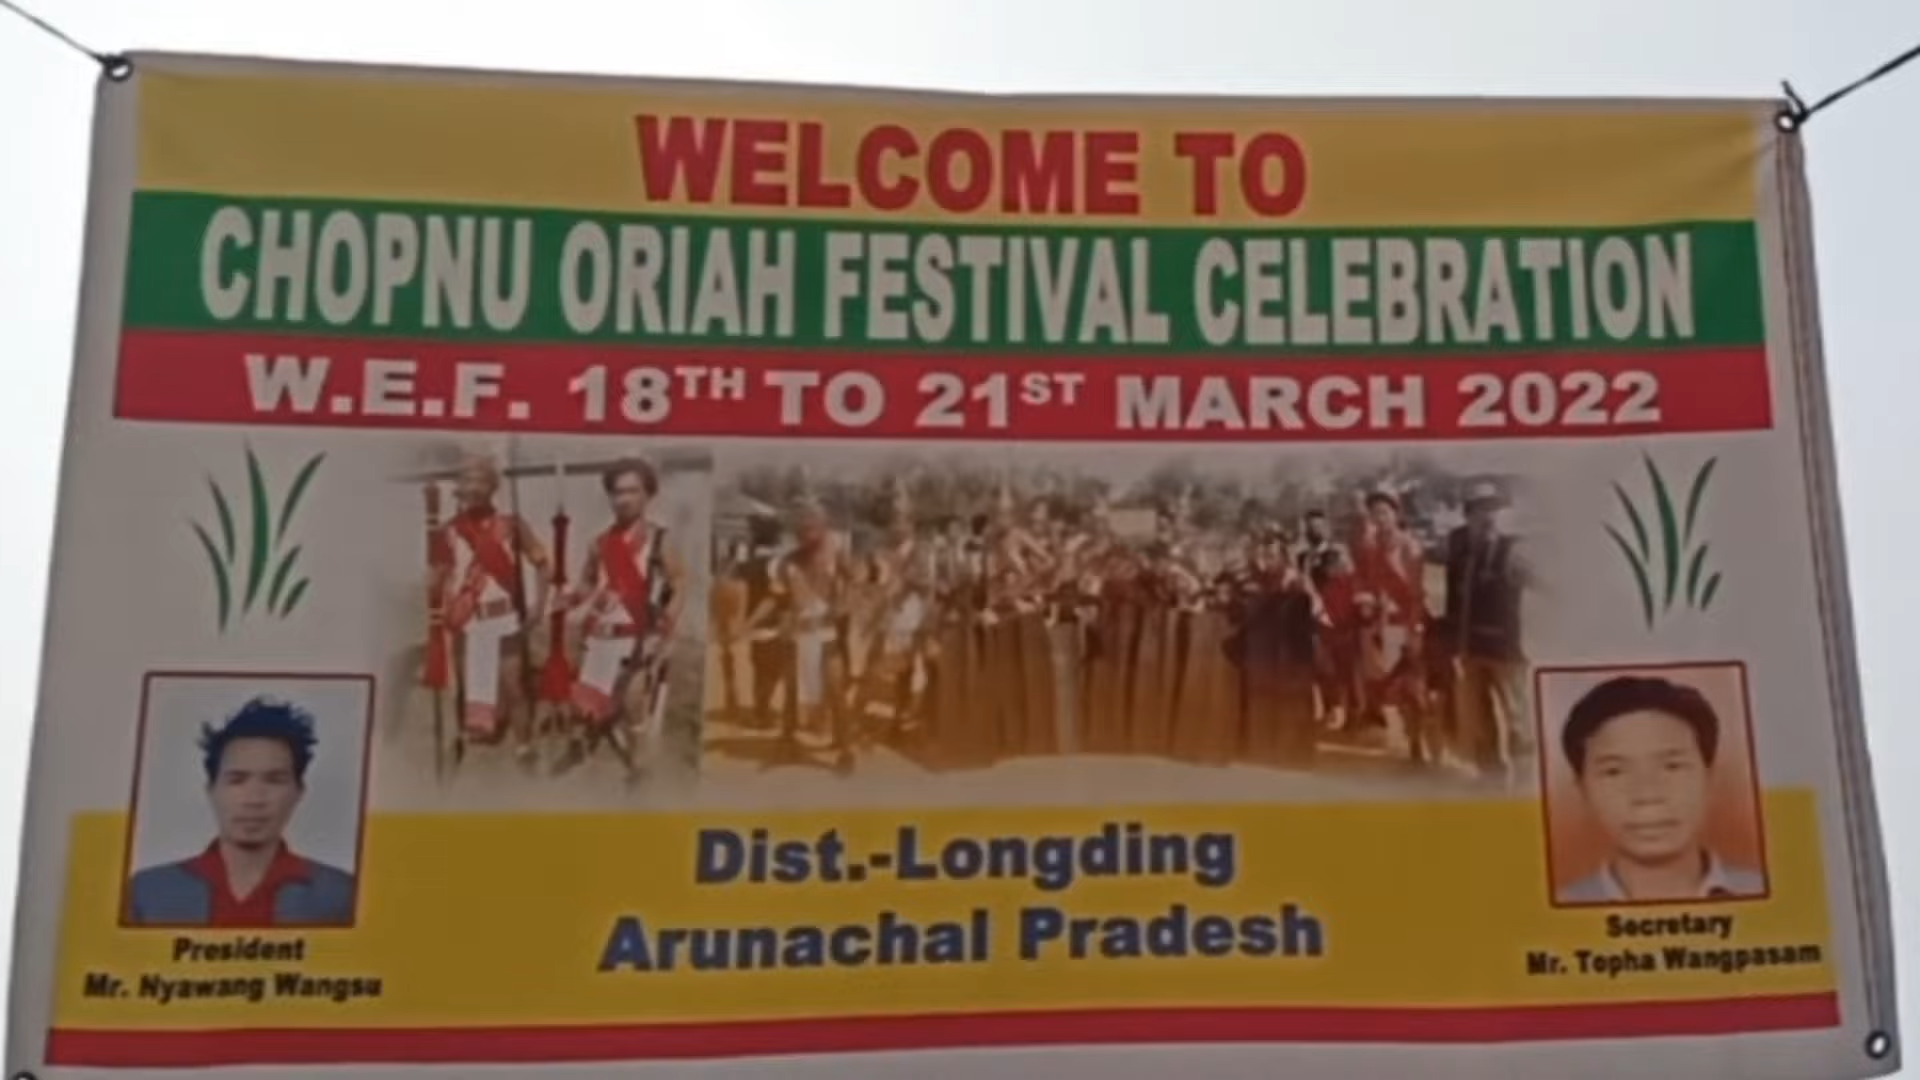 WELCOME TO
CHOPNU ORIAH FESTIVAL CELEBRATION
W.E.F. 18TH TO 21ST MARCH 2022
Dist.-Longding
Arunachal Pradesh
President
Mr. Nyawang Wangsu
Secretary
Mr. Topha Wangpasam